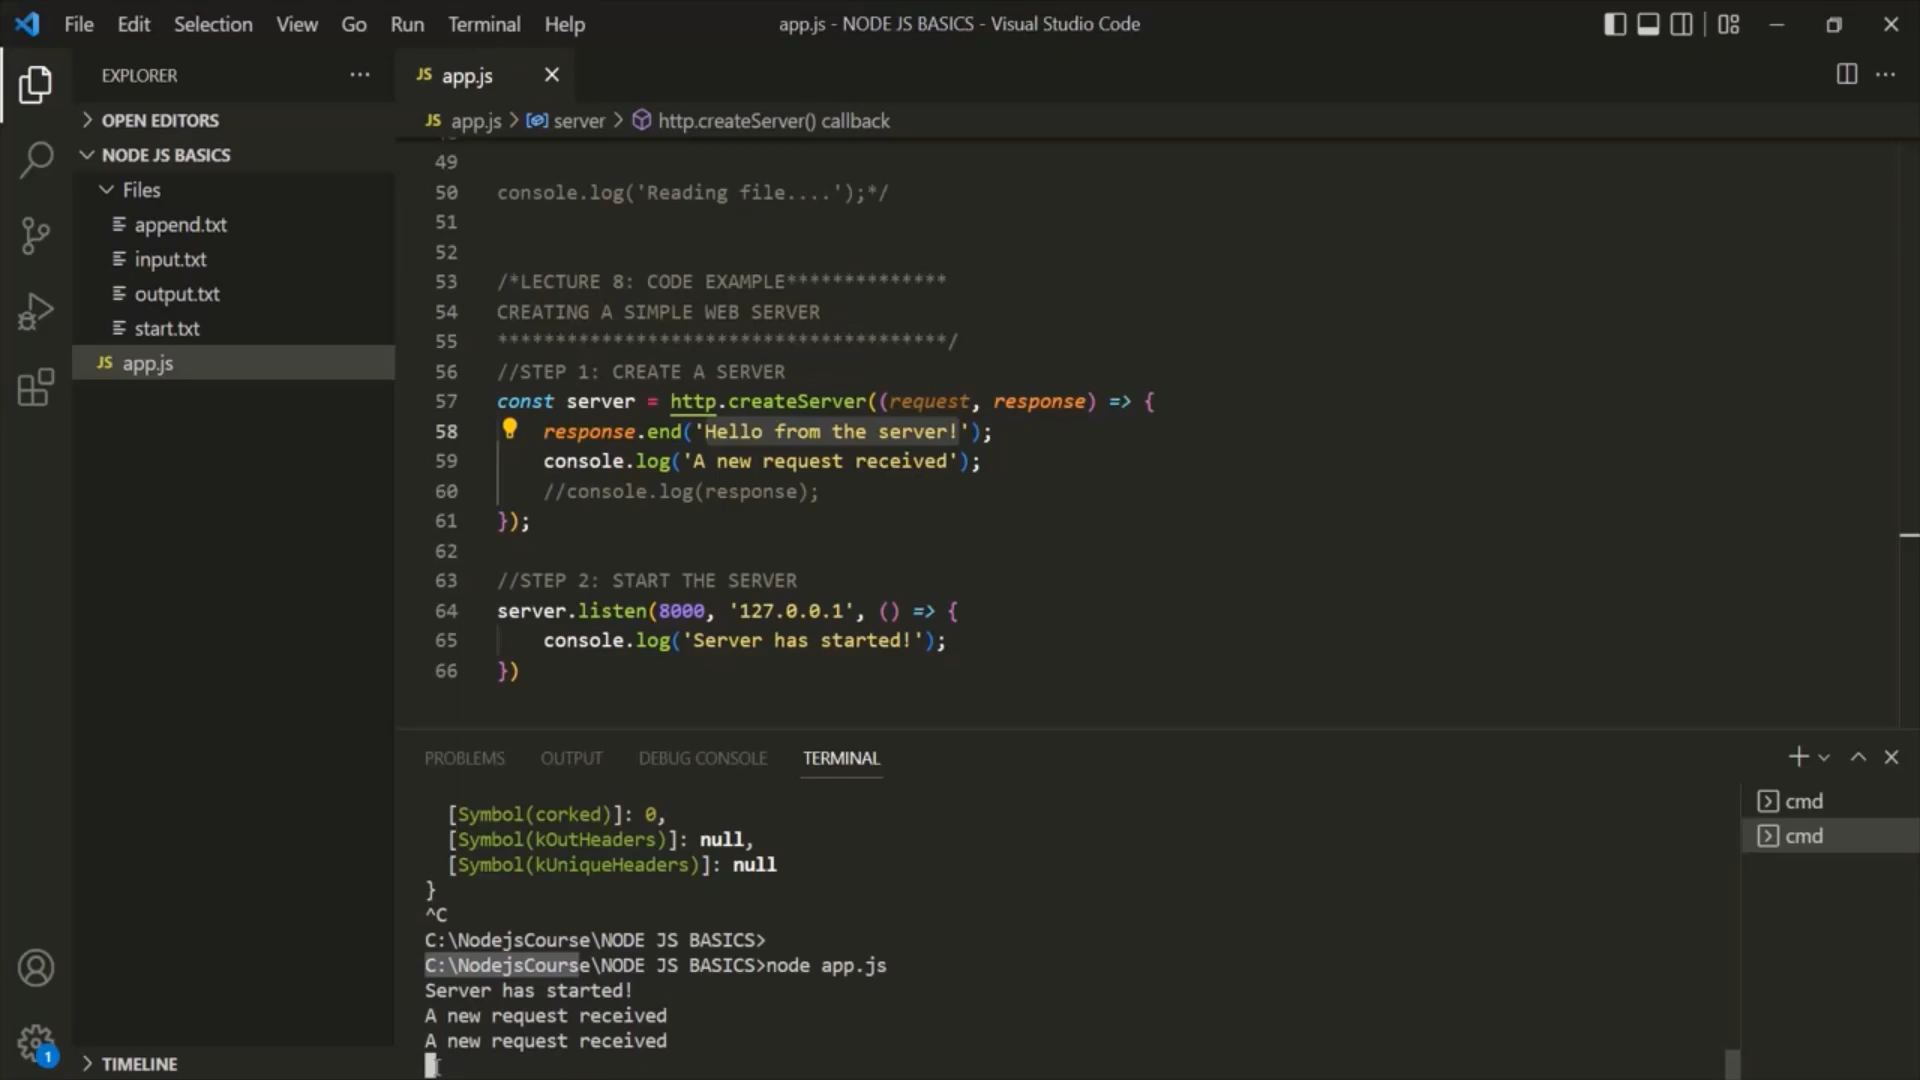 File Edit Selection View Go Run Terminal Help
app.js - NODE JS BASICS - Visual Studio Code
EXPLORER
OPEN EDITORS
NODE JS BASICS
Files
append.txt
input.txt
output.txt
start.txt
JS app.js
TIMELINE
1
JS app.js
JS app.js > server > http.createServer() callback
49
50 console.log('Reading file....');*/
51
52
53 /*LECTURE 8: CODE EXAMPLE**************
54 CREATING A SIMPLE WEB SERVER
55 ***************************************/
56 //STEP 1: CREATE A SERVER
57 const server = http.createServer((request, response) => {
58 response.end('Hello from the server!');
59 console.log('A new request received');
60 //console.log(response);
61 });
62
63 //STEP 2: START THE SERVER
64 server.listen(8000, '127.0.0.1', () => {
65 console.log('Server has started!');
66 })
PROBLEMS OUTPUT DEBUG CONSOLE TERMINAL
[Symbol(corked)]: 0,
[Symbol(kOutHeaders)]: null,
[Symbol(kUniqueHeaders)]: null
}
^C
C:\NodejsCourse\NODE JS BASICS>
C:\NodejsCourse\NODE JS BASICS>node app.js
Server has started!
A new request received
A new request received
cmd
cmd